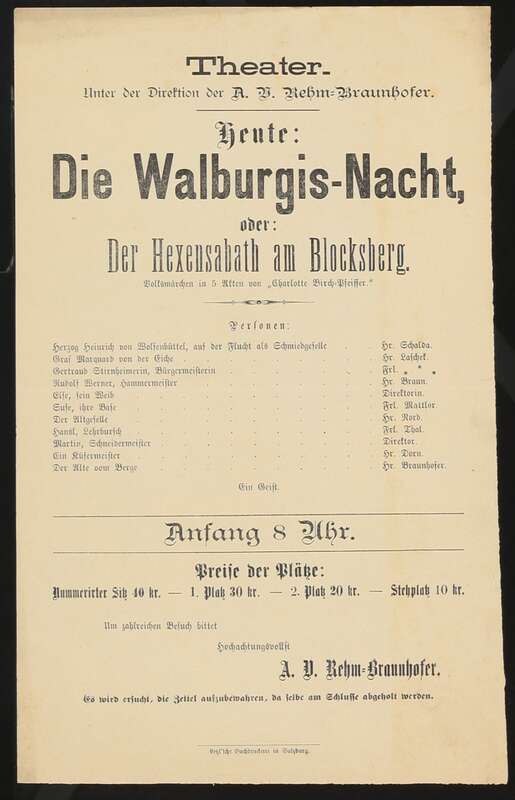 Theater.
Unter der Direktion der A. V. Rehm-Braunhofer.
Heute:
Die Walburgis-Nacht,
oder:
Der Hexensabath am Blocksberg.
Volksmärchen in 5 Akten von „Charlotte Birch-Pfeiffer.“
Personen:
Herzog Heinrich von Wolfenbüttel, auf der Flucht als Schmiedgeselle . . Hr. Schalda.
Graf Marquard von der Eiche . . . . . . . . Hr. Laschek.
Gertraud Stirnheimerin, Bürgermeisterin . . . . . . . Frl. * * *
Rudolf Werner, Hammermeister . . . . . . . . Hr. Braun.
Else, sein Weib . . . . . . . . . Direktorin.
Suse, ihre Base . . . . . . . . . Frl. Mattlor.
Der Altgeselle . . . . . . . . . Hr. Nord.
Hansl, Lehrbursch . . . . . . . . . Frl. Thal.
Martin, Schneidermeister . . . . . . . . Direktor.
Ein Küfermeister . . . . . . . . . Hr. Dorn.
Der Alte vom Berge . . . . . . . . . Hr. Braunhofer.
Ein Geist.
Anfang 8 Uhr.
Preise der Plätze:
Nummerirter Sitz 40 kr. — 1. Platz 30 kr. — 2. Platz 20 kr. — Stehplatz 10 kr.
Um zahlreichen Besuch bittet
Hochachtungsvollst
A. V. Rehm-Braunhofer.
Es wird ersucht, die Zettel aufzubewahren, da selbe am Schlusse abgeholt werden.
Buchdruckerei in Salzburg.